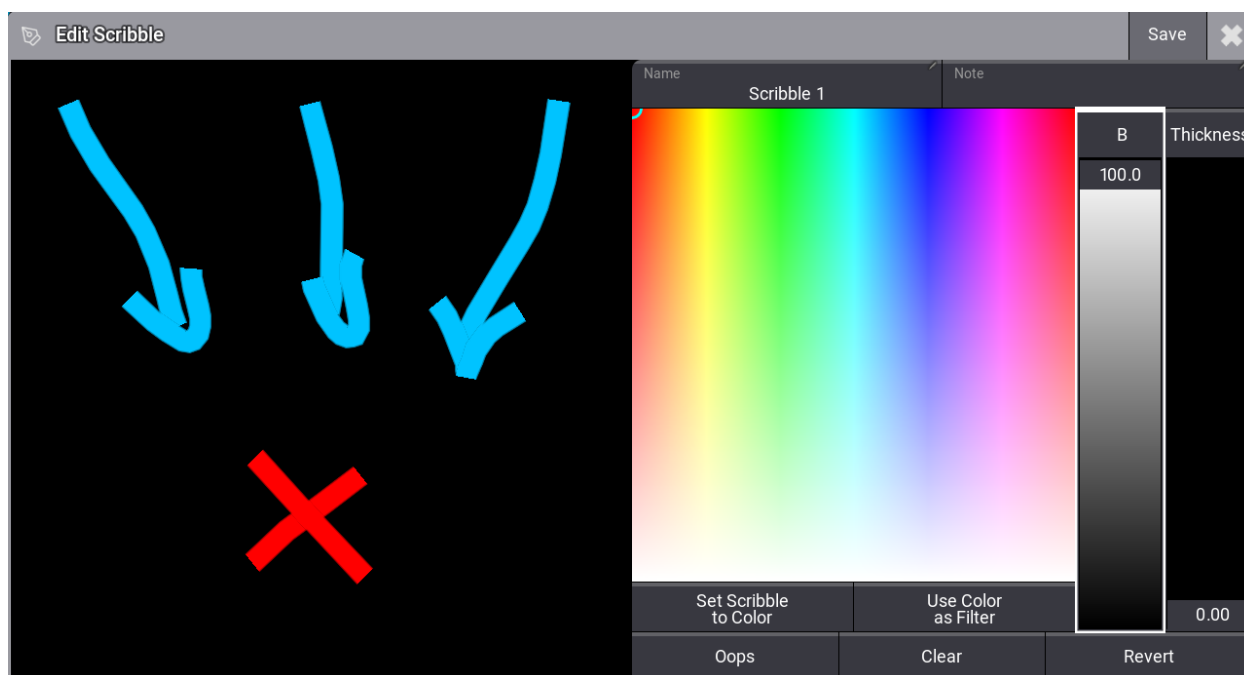 Edit Scribble
Save
Name
Scribble 1
Note
B
Thickness
100.0
0.00
Set Scribble
to Color
Use Color
as Filter
Oops
Clear
Revert